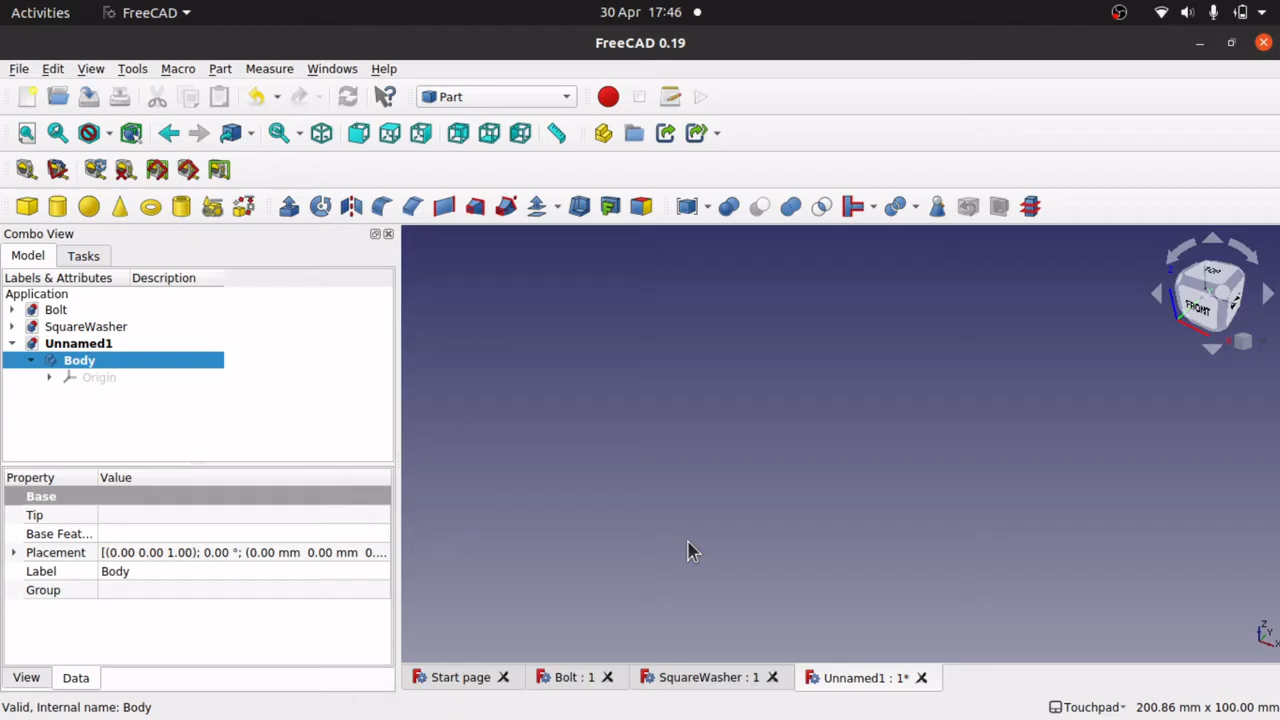 Activities FreeCAD 30 Apr 17:46
FreeCAD 0.19
File Edit View Tools Macro Part Measure Windows Help
Part
Combo View
Model Tasks
Labels & Attributes Description
Application
Bolt
SquareWasher
Unnamed1
Body
Origin
TOP
FRONT
Property Value
Base
Tip
Base Feat...
Placement [(0.00 0.00 1.00); 0.00 °; (0.00 mm 0.00 mm 0....
Label Body
Group
Z
Y
X
View Data
Start page Bolt : 1 SquareWasher : 1 Unnamed1 : 1*
Valid, Internal name: Body Touchpad 200.86 mm x 100.00 mm